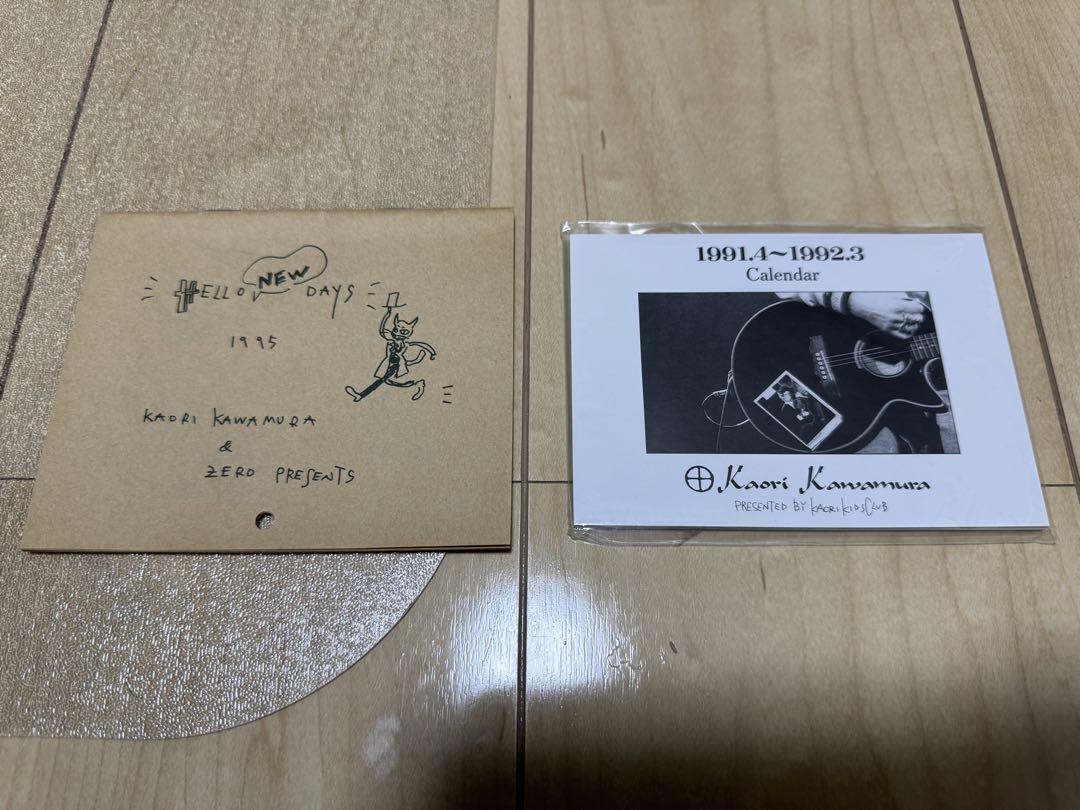 HELLO, NEW DAYS
1995
KAORI KAWAMURA
&
ZERO PRESENTS
1991.4~1992.3
Calendar
Kaori Kawamura
PRESENTED BY KAORI KIDS CLUB